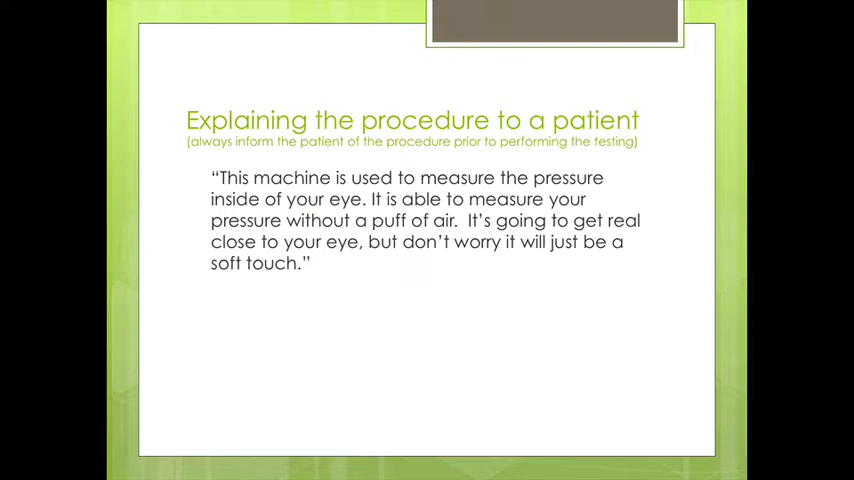 Explaining the procedure to a patient
(always inform the patient of the procedure prior to performing the testing)
“This machine is used to measure the pressure
inside of your eye. It is able to measure your
pressure without a puff of air.  It’s going to get real
close to your eye, but don’t worry it will just be a
soft touch.”